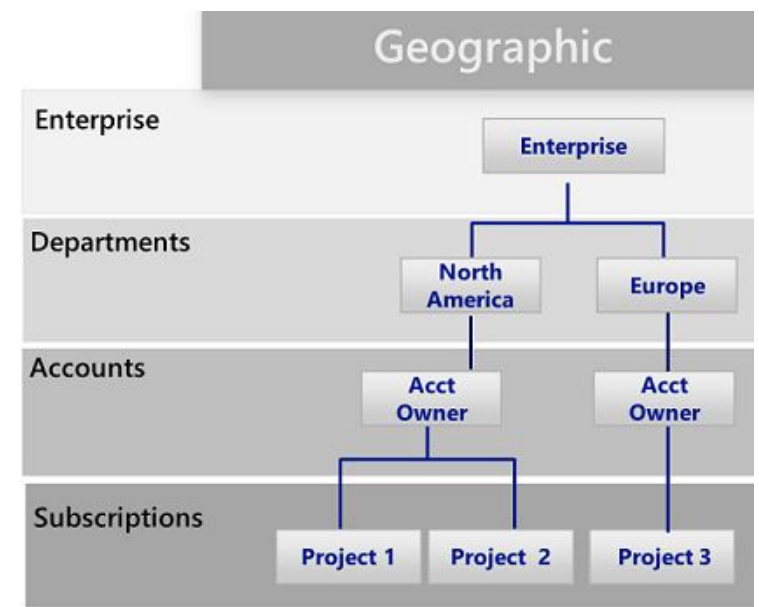 Geographic
Enterprise
Enterprise
Departments
North
America
Europe
Accounts
Acct
Owner
Acct
Owner
Subscriptions
Project 1
Project 2
Project 3